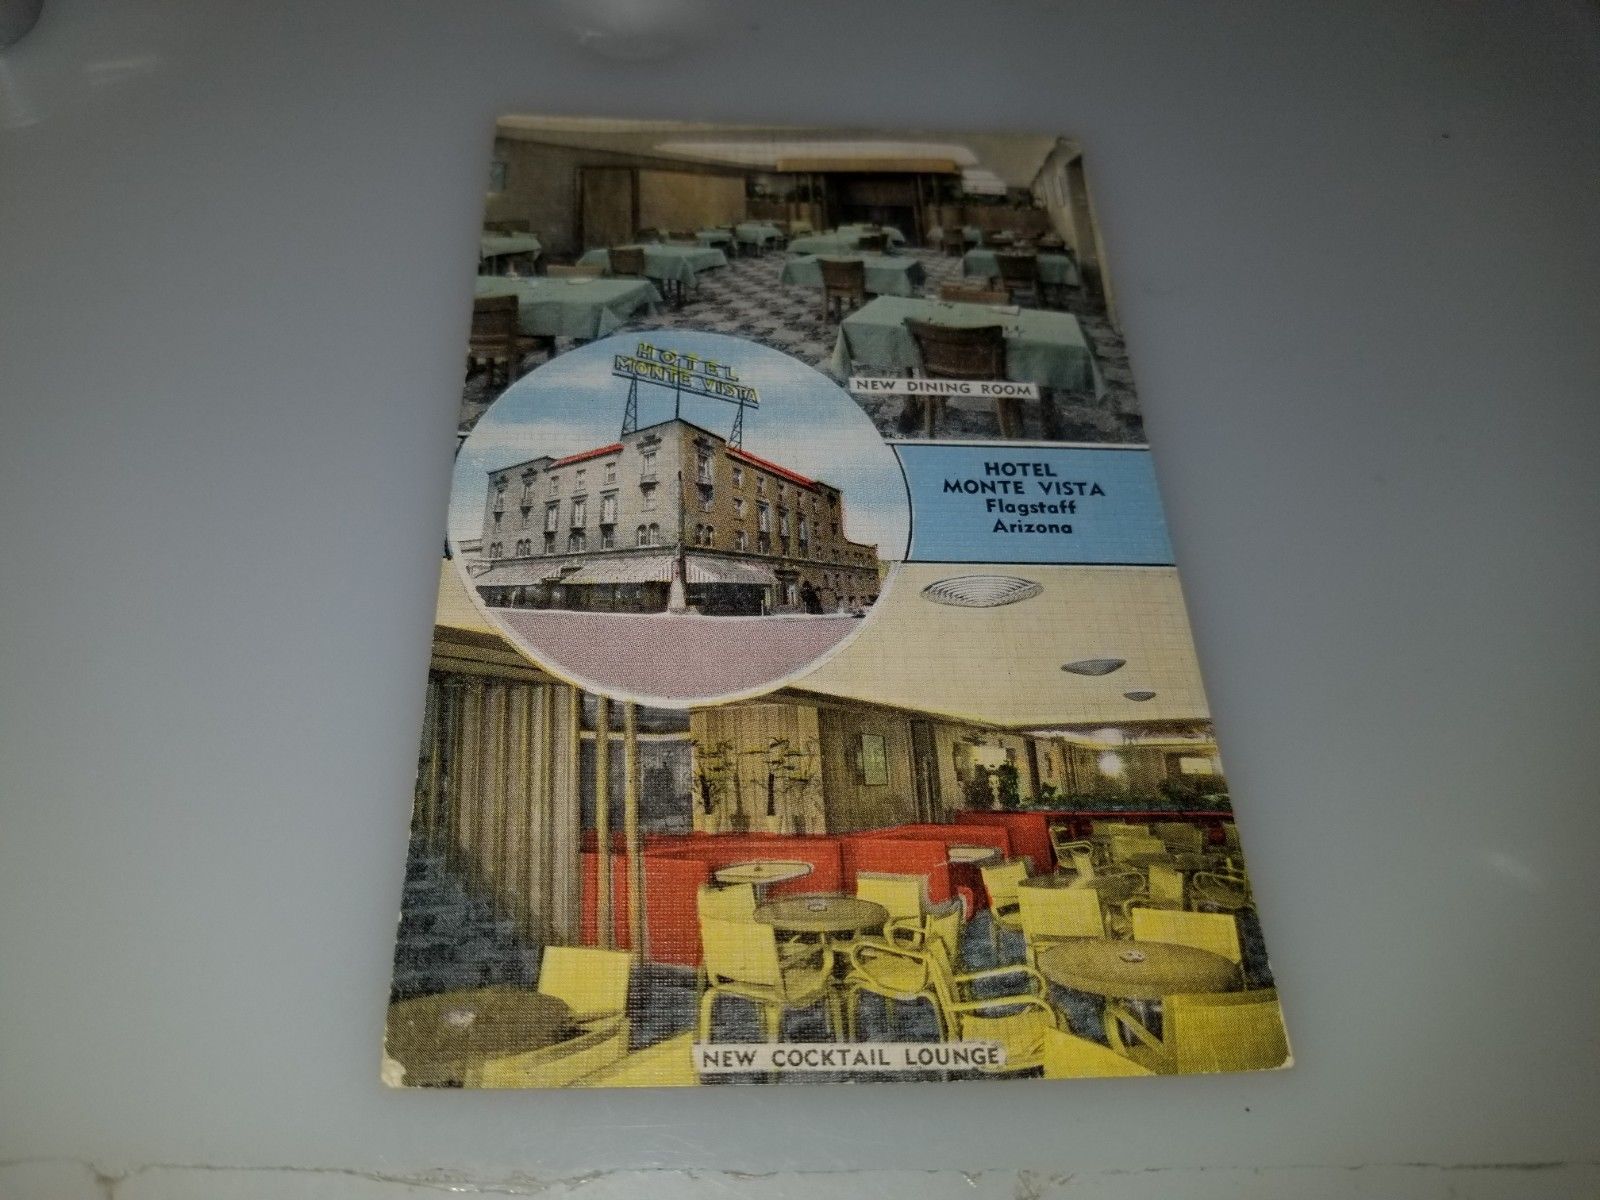 NEW DINING ROOM
HOTEL
MONTE VISTA
HOTEL
MONTE VISTA
Flagstaff
Arizona
NEW COCKTAIL LOUNGE